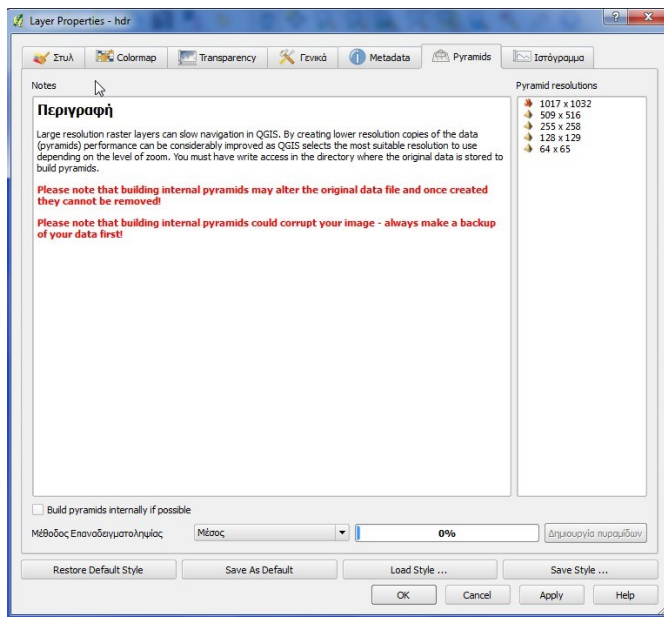 Layer Properties - hdr
Στυλ
Colormap
Transparency
Γενικά
Metadata
Pyramids
Ιστόγραμμα
Notes
Pyramid resolutions
Περιγραφή
Large resolution raster layers can slow navigation in QGIS. By creating lower resolution copies of the data
(pyramids) performance can be considerably improved as QGIS selects the most suitable resolution to use
depending on the level of zoom. You must have write access in the directory where the original data is stored to
build pyramids.
Please note that building internal pyramids may alter the original data file and once created
they cannot be removed!
Please note that building internal pyramids could corrupt your image - always make a backup
of your data first!
1017 x 1032
509 x 516
255 x 258
128 x 129
64 x 65
Build pyramids internally if possible
Μέθοδος Επαναδειγματοληψίας
Μέσος
0%
Δημιουργία πυραμίδων
Restore Default Style
Save As Default
Load Style ...
Save Style ...
OK
Cancel
Apply
Help